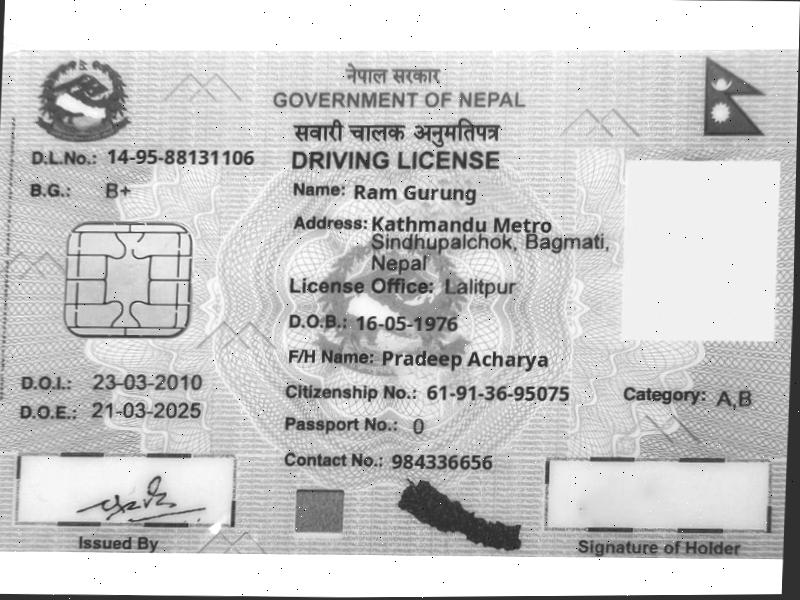 नेपाल सरकार
GOVERNMENT OF NEPAL
सवारी चालक अनुमतिपत्र
DRIVING LICENSE
D.L.No.: 14-95-88131106
B.G.: B+
Name: Ram Gurung
Address: Kathmandu Metro
Sindhupalchok, Bagmati,
Nepal
License Office: Lalitpur
D.O.B.: 16-05-1976
F/H Name: Pradeep Acharya
D.O.I.: 23-03-2010
D.O.E.: 21-03-2025
Citizenship No.: 61-91-36-95075
Category: A,B
Passport No.: 0
Contact No.: 984336656
Issued By
Signature of Holder